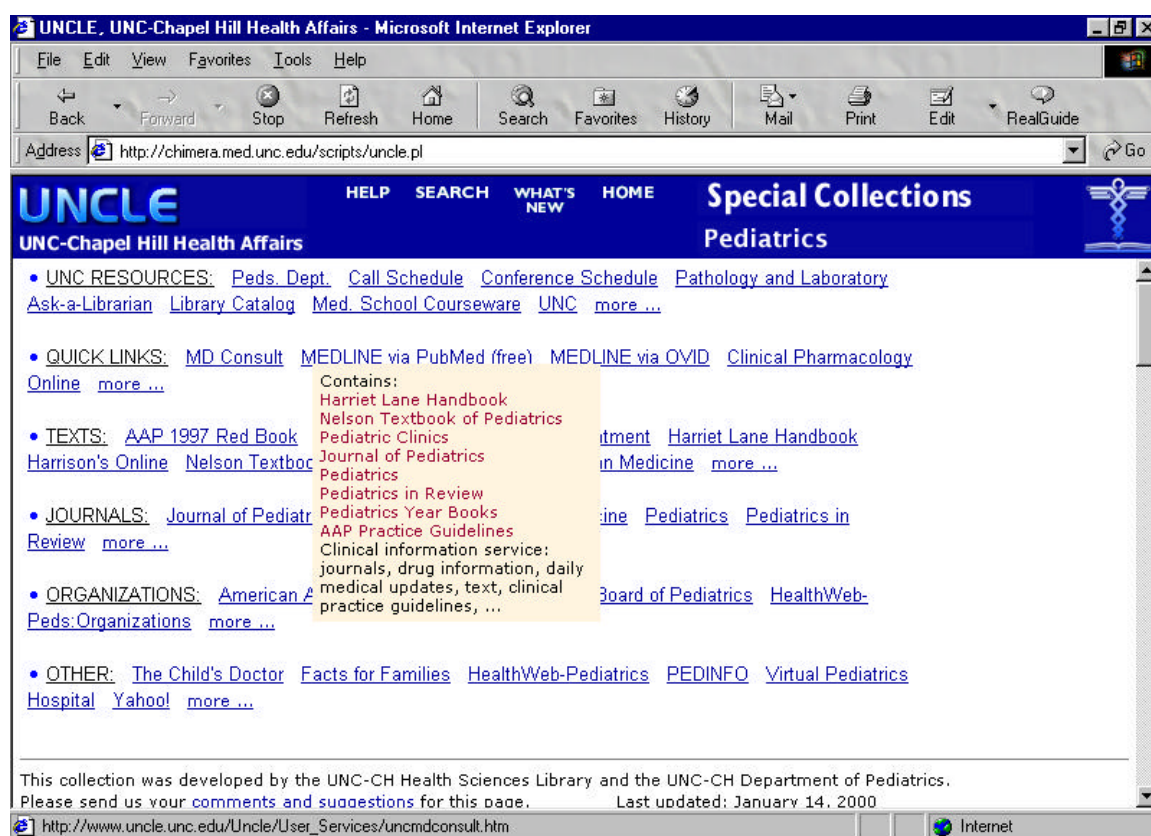 UNCLE, UNC-Chapel Hill Health Affairs - Microsoft Internet Explorer
File Edit View Favorites Tools Help
Back Forward Stop Refresh Home Search Favorites History Mail Print Edit RealGuide
Address http://chimera.med.unc.edu/scripts/uncle.pl Go
UNCLE HELP SEARCH WHAT'S NEW HOME Special Collections
UNC-Chapel Hill Health Affairs Pediatrics
• UNC RESOURCES: Peds. Dept. Call Schedule Conference Schedule Pathology and Laboratory
Ask-a-Librarian Library Catalog Med. School Courseware UNC more ...
• QUICK LINKS: MD Consult MEDLINE via PubMed (free) MEDLINE via OVID Clinical Pharmacology
Online more ...
Contains:
Harriet Lane Handbook
Nelson Textbook of Pediatrics
Pediatric Clinics
Journal of Pediatrics
Pediatrics
Pediatrics in Review
Pediatrics Year Books
AAP Practice Guidelines
Clinical information service:
journals, drug information, daily
medical updates, text, clinical
practice guidelines, ...
• TEXTS: AAP 1997 Red Book Harriet Lane Handbook
Harrison's Online Nelson Medicine more ...
• JOURNALS: Journal of Pediatrics Pediatrics in
Review more ...
• ORGANIZATIONS: American Board of Pediatrics HealthWeb-
Peds:Organizations more ...
• OTHER: The Child's Doctor Facts for Families HealthWeb-Pediatrics PEDINFO Virtual Pediatrics
Hospital Yahoo! more ...
This collection was developed by the UNC-CH Health Sciences Library and the UNC-CH Department of Pediatrics.
Please send us your comments and suggestions for this page. Last updated: January 14, 2000
http://www.uncle.unc.edu/Uncle/User_Services/uncmdconsult.htm Internet